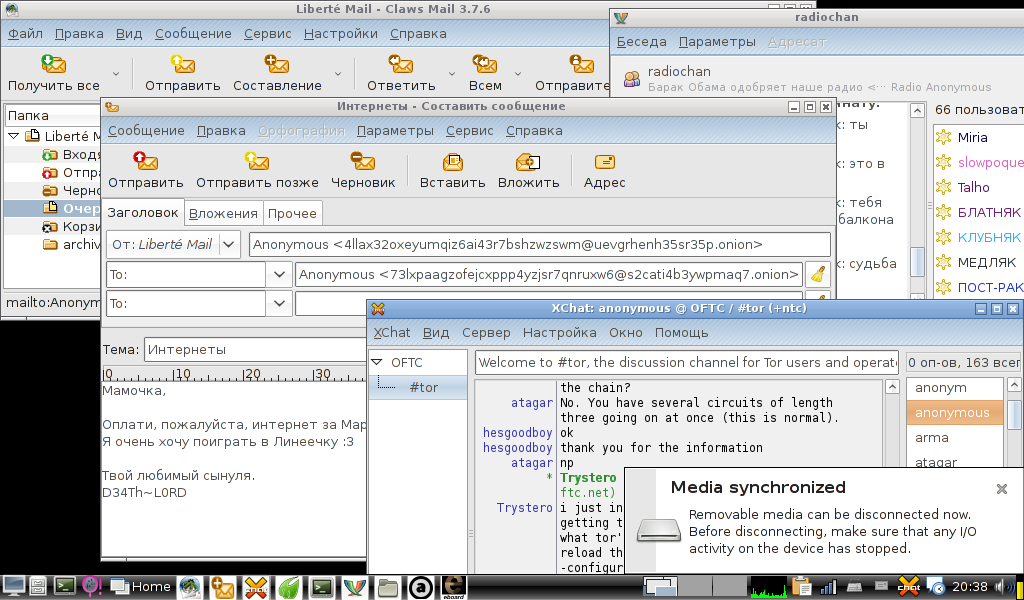 Liberté Mail - Claws Mail 3.7.6
Файл Правка Вид Сообщение Сервис Настройки Справка
Получить все Отправить Составление Ответить Всем Отправите
Папка
Liberté M
Входя
Отпра
Черно
Очер
Корзи
archiv
mailto:Anonym
radiochan
Беседа Параметры Адресат
radiochan
Барак Обама одобряет наше радио <··· Radio Anonymous
нату.
к: ты
к: это в
к: тебя
балкона
к: судьба
66 пользоват
Miria
slowpoque
Talho
БЛАТНЯК
КЛУБНЯК
МЕДЛЯК
ПОСТ-РАК
Интернеты - Составить сообщение
Сообщение Правка Орфография Параметры Сервис Справка
Отправить Отправить позже Черновик Вставить Вложить Адрес
Заголовок Вложения Прочее
От: Liberté Mail Anonymous <4llax32oxeyumqiz6ai43r7bshzwzswm@uevgrhenh35sr35p.onion>
To: Anonymous <73lxpaagzofejcxppp4yzjsr7qnruxw6@s2cati4b3ywpmaq7.onion>
To:
Тема: Интернеты
0 10 20 30
Мамочка,
Оплати, пожалуйста, интернет за Мар
Я очень хочу поиграть в Линеечку :3
Твой любимый сынуля.
D34Th~L0RD
XChat: anonymous @ OFTC / #tor (+ntc)
XChat Вид Сервер Настройка Окно Помощь
OFTC
#tor
Welcome to #tor, the discussion channel for Tor users and operat
0 оп-ов, 163 всег
anonym
anonymous
arma
atagar
the chain?
atagar No. You have several circuits of length
three going on at once (this is normal).
hesgoodboy ok
hesgoodboy thank you for the information
atagar np
* Trystero
ftc.net)
Trystero i just in
getting t
what tor'
reload th
-configur
Media synchronized
Removable media can be disconnected now.
Before disconnecting, make sure that any I/O
activity on the device has stopped.
Home
chat
eboard
chat
20:38